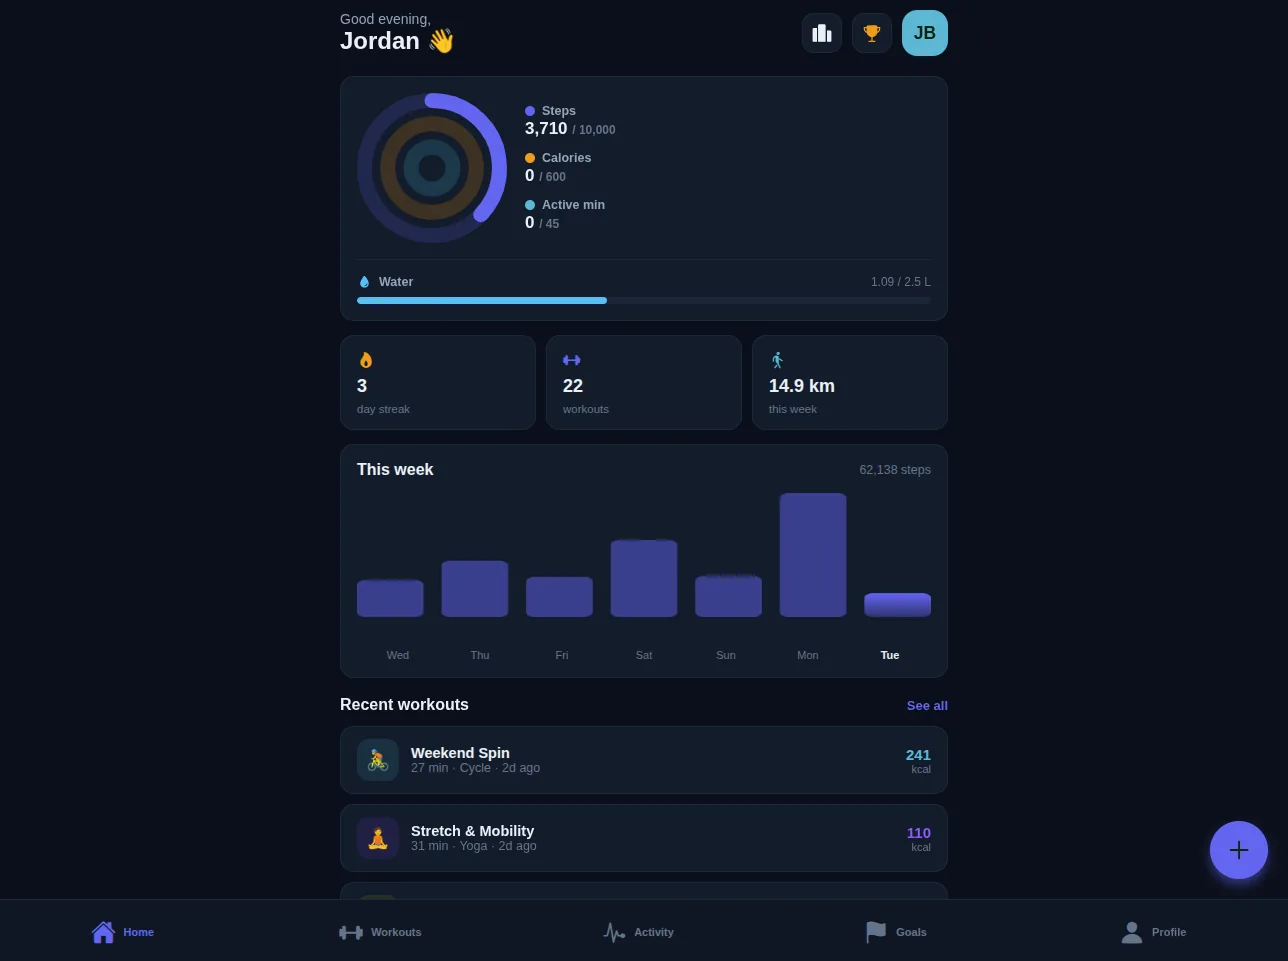 Good evening,
Jordan 👋
JB
Steps
3,710 / 10,000
Calories
0 / 600
Active min
0 / 45
Water
1.09 / 2.5 L
3
day streak
22
workouts
14.9 km
this week
This week
62,138 steps
Wed Thu Fri Sat Sun Mon Tue
Recent workouts
See all
Weekend Spin
27 min · Cycle · 2d ago
241
kcal
Stretch & Mobility
31 min · Yoga · 2d ago
110
kcal
Home
Workouts
Activity
Goals
Profile